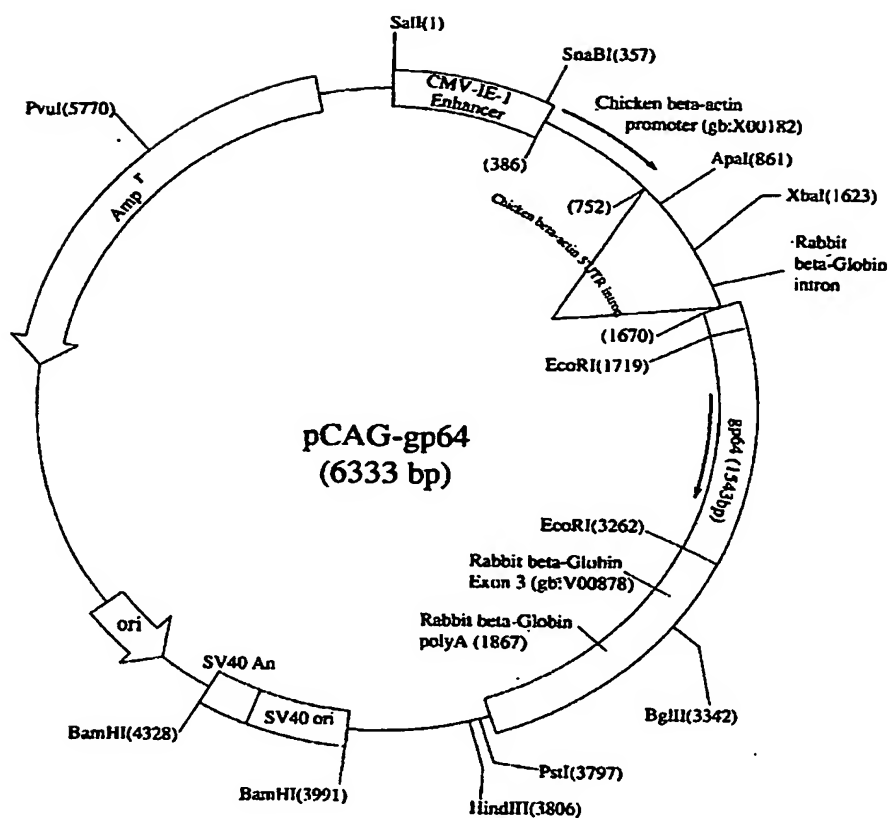 SalI(1)
SnaBI(357)
CMV-IE-1
Enhancer
PvuI(5770)
Chicken beta-actin
promoter (gb:X00182)
ApaI(861)
(386)
XbaI(1623)
Amp r
(752)
Chicken beta-actin 5'UTR intron
Rabbit
beta-Globin
intron
(1670)
EcoRI(1719)
pCAG-gp64
(6333 bp)
gp64 (1543bp)
EcoRI(3262)
Rabbit beta-Globin
Exon 3 (gb:V00878)
Rabbit beta-Globin
polyA (1867)
ori
SV40 An
SV40 ori
BglII(3342)
BamHI(4328)
PstI(3797)
BamHI(3991)
HindIII(3806)